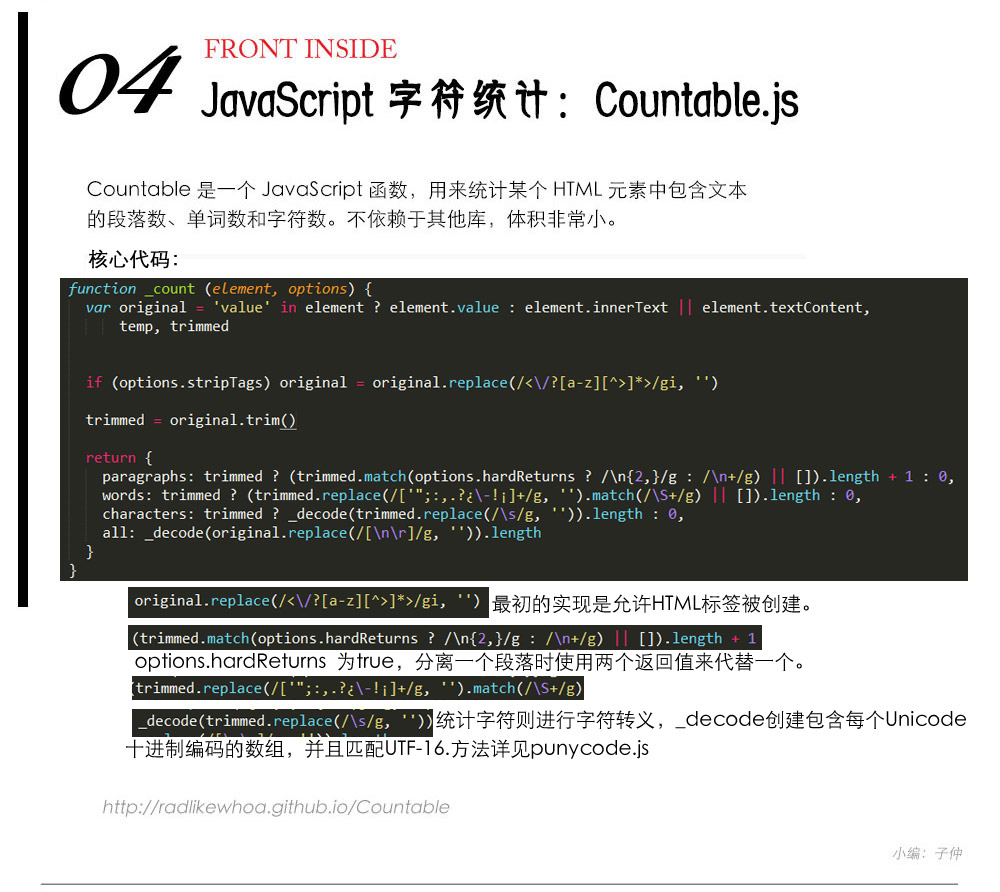 04
FRONT INSIDE
JavaScript 字符统计：Countable.js
Countable 是一个 JavaScript 函数，用来统计某个 HTML 元素中包含文本
的段落数、单词数和字符数。不依赖于其他库，体积非常小。
核心代码：
function _count (element, options) {
var original = 'value' in element ? element.value : element.innerText || element.textContent,
temp, trimmed
if (options.stripTags) original = original.replace(/<\/?[a-z][^>]*>/gi, '')
trimmed = original.trim()
return {
paragraphs: trimmed ? (trimmed.match(options.hardReturns ? /\n{2,}/g : /\n+/g) || []).length + 1 : 0,
words: trimmed ? (trimmed.replace(/['";:,.?¿\-!¡]+/g, '').match(/\S+/g) || []).length : 0,
characters: trimmed ? _decode(trimmed.replace(/\s/g, '')).length : 0,
all: _decode(original.replace(/[\n\r]/g, '')).length
}
}
original.replace(/<\/?[a-z][^>]*>/gi, '') 最初的实现是允许HTML标签被创建。
(trimmed.match(options.hardReturns ? /\n{2,}/g : /\n+/g) || []).length + 1
options.hardReturns 为true，分离一个段落时使用两个返回值来代替一个。
(trimmed.replace(/['";:,.?¿\-!¡]+/g, '').match(/\S+/g)
_decode(trimmed.replace(/\s/g, '')) 统计字符则进行字符转义，_decode创建包含每个Unicode
十进制编码的数组，并且匹配UTF-16.方法详见punycode.js
http://radlikewhoa.github.io/Countable
小编：子仲